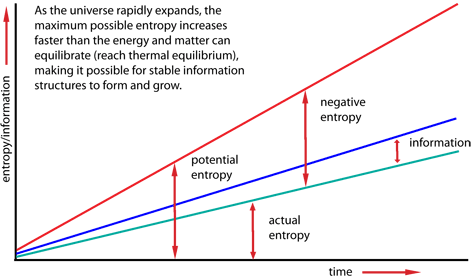 As the universe rapidly expands, the
maximum possible entropy increases
faster than the energy and matter can
equilibrate (reach thermal equilibrium),
making it possible for stable information
structures to form and grow.
entropy/information
negative
entropy
information
potential
entropy
actual
entropy
time